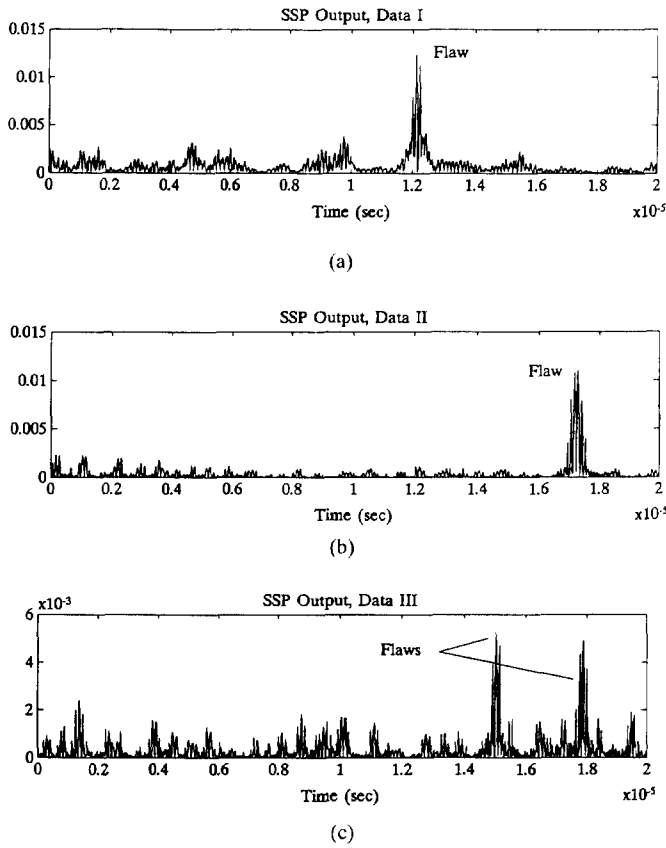 SSP Output, Data I
0.015
0.01
0.005
0
Flaw
0 0.2 0.4 0.6 0.8 1 1.2 1.4 1.6 1.8 2
Time (sec)
x10-5
(a)
SSP Output, Data II
0.015
0.01
0.005
0
Flaw
0 0.2 0.4 0.6 0.8 1 1.2 1.4 1.6 1.8 2
Time (sec)
x10-5
(b)
x10-3
SSP Output, Data III
6
4
2
0
Flaws
0 0.2 0.4 0.6 0.8 1 1.2 1.4 1.6 1.8 2
Time (sec)
x10-5
(c)